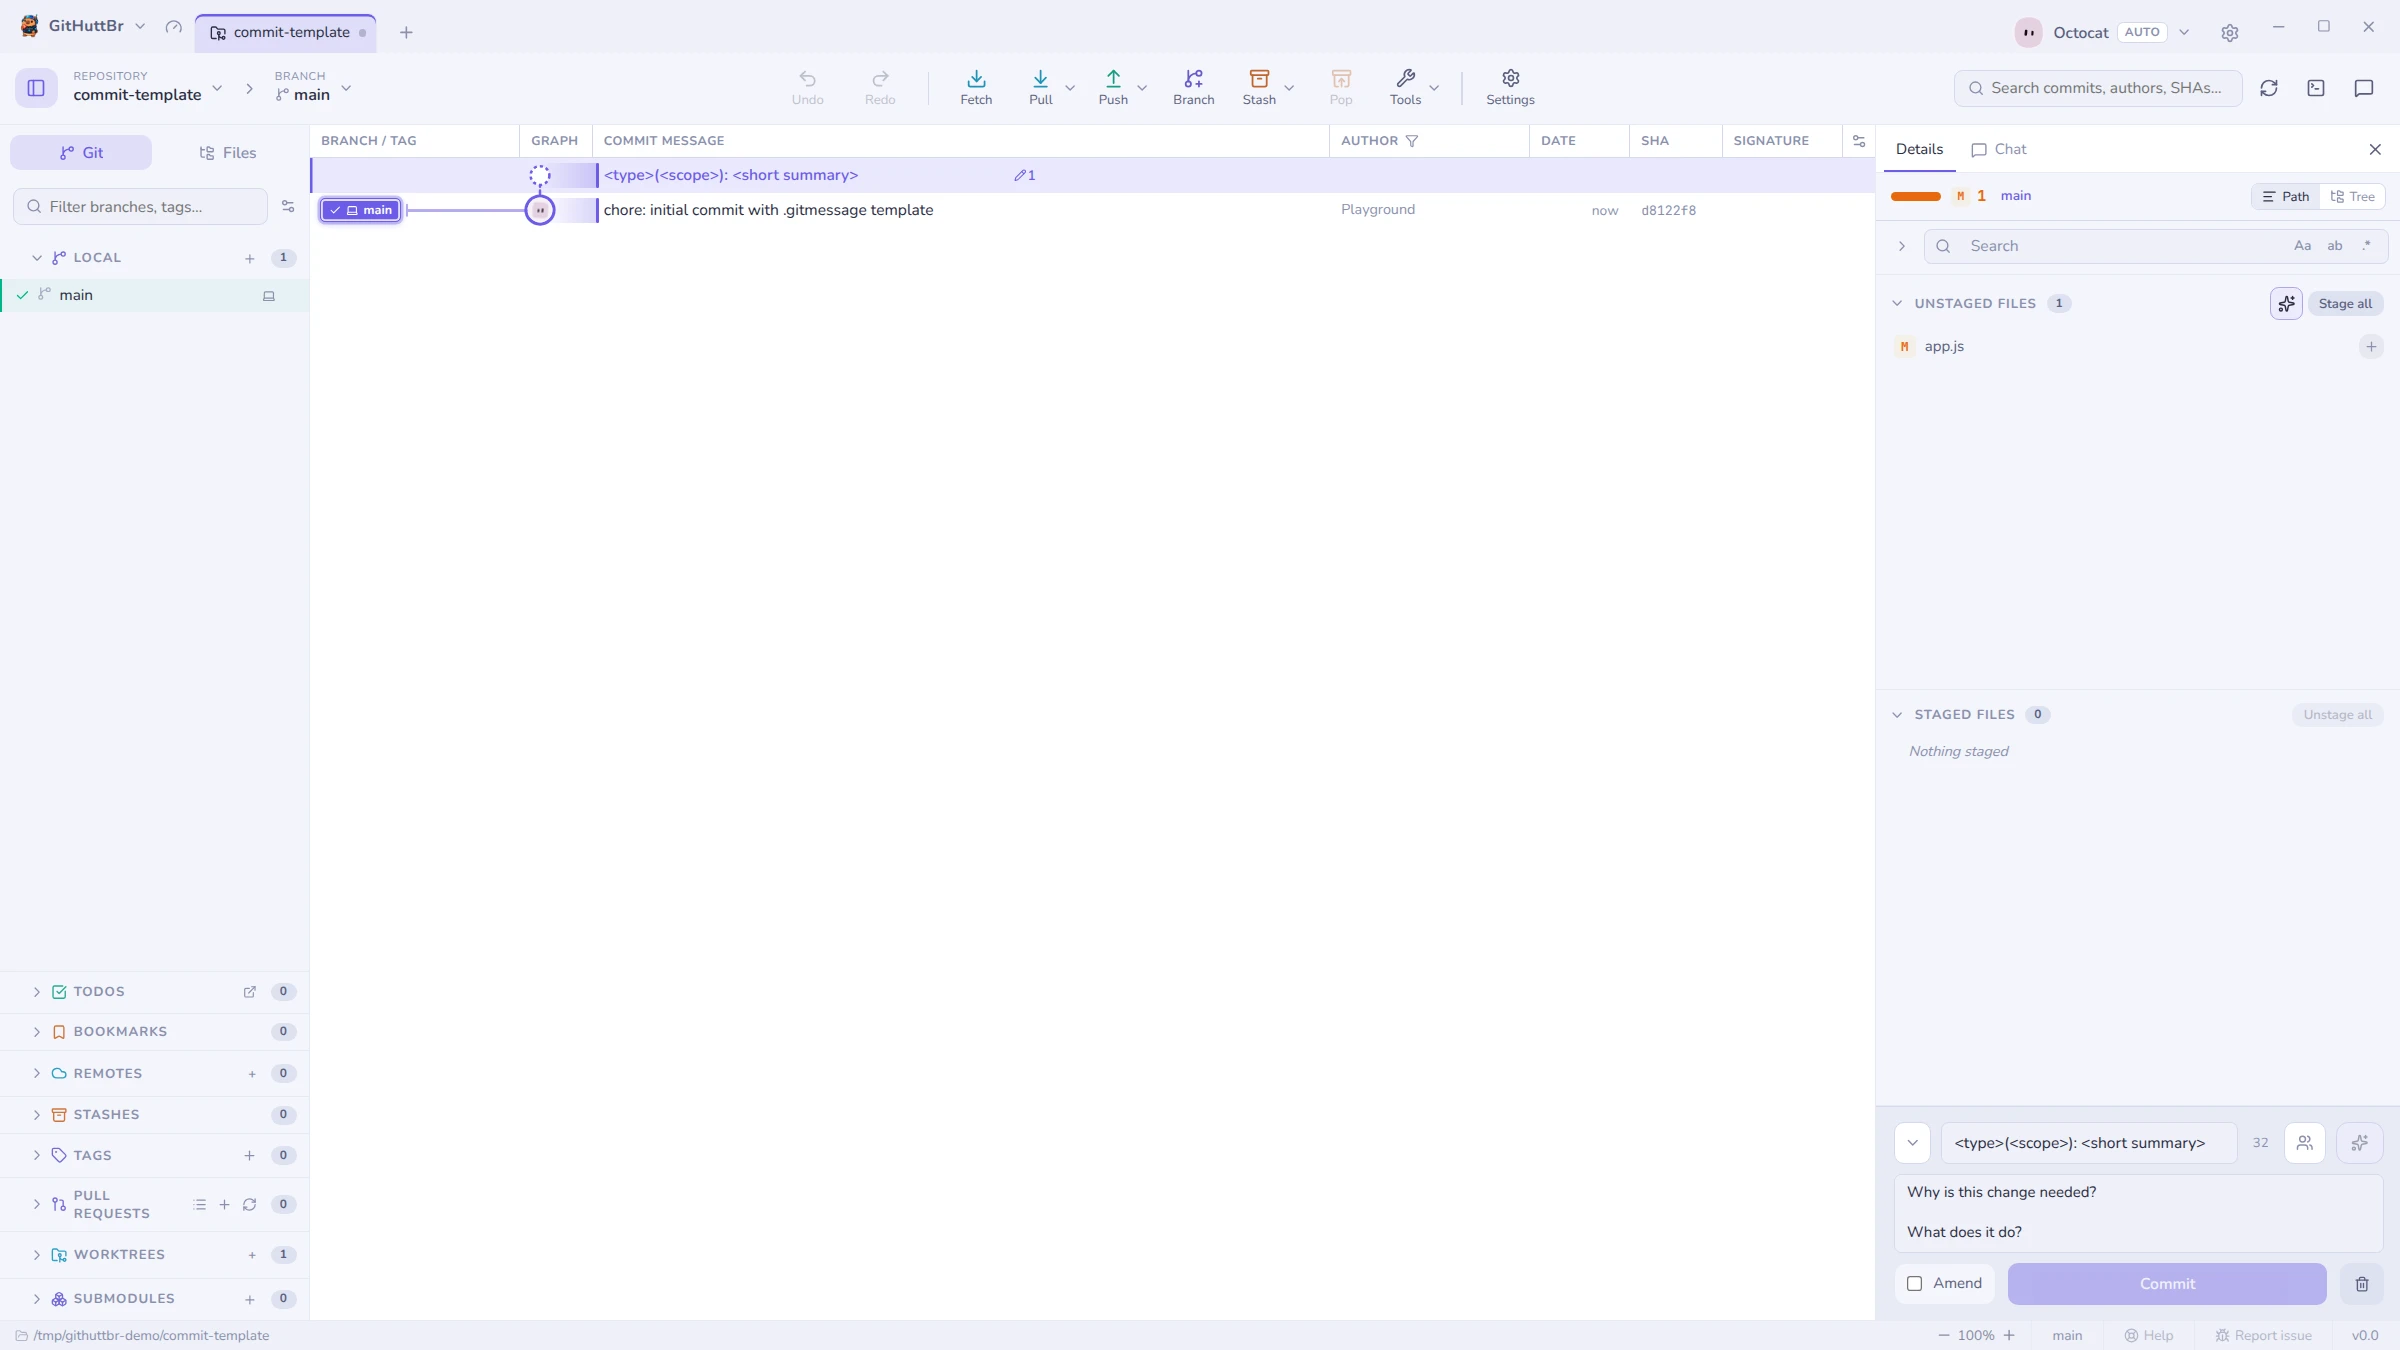 GitHuttBr
commit-template
Octocat AUTO
REPOSITORY
commit-template
BRANCH
main
Undo
Redo
Fetch
Pull
Push
Branch
Stash
Pop
Tools
Settings
Search commits, authors, SHAs...
Git
Files
Filter branches, tags...
LOCAL 1
main
TODOS 0
BOOKMARKS 0
REMOTES 0
STASHES 0
TAGS 0
PULL
REQUESTS 0
WORKTREES 1
SUBMODULES 0
BRANCH / TAG GRAPH COMMIT MESSAGE AUTHOR DATE SHA SIGNATURE
<type>(<scope>): <short summary> 1
main chore: initial commit with .gitmessage template Playground now d8122f8
Details Chat
M 1 main Path Tree
Search Aa ab .*
UNSTAGED FILES 1 Stage all
M app.js
STAGED FILES 0 Unstage all
Nothing staged
<type>(<scope>): <short summary> 32
Why is this change needed?
What does it do?
Amend Commit
/tmp/githuttbr-demo/commit-template
100% main Help Report issue v0.0